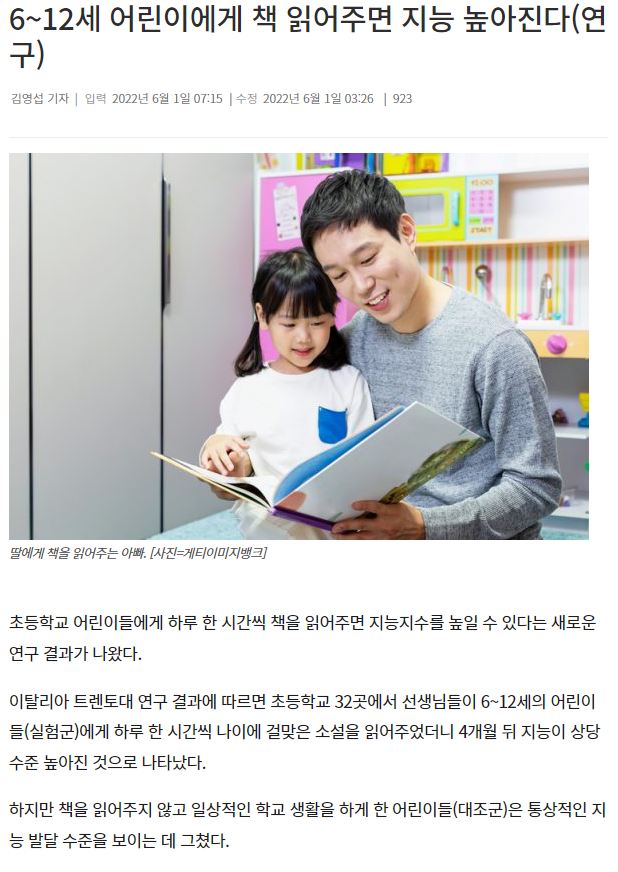 6~12세 어린이에게 책 읽어주면 지능 높아진다(연
구)
김영섭 기자 | 입력 2022년 6월 1일 07:15 | 수정 2022년 6월 1일 03:26 | 923
딸에게 책을 읽어주는 아빠. [사진=게티이미지뱅크]
초등학교 어린이들에게 하루 한 시간씩 책을 읽어주면 지능지수를 높일 수 있다는 새로운
연구 결과가 나왔다.
이탈리아 트렌토대 연구 결과에 따르면 초등학교 32곳에서 선생님들이 6~12세의 어린이
들(실험군)에게 하루 한 시간씩 나이에 걸맞은 소설을 읽어주었더니 4개월 뒤 지능이 상당
수준 높아진 것으로 나타났다.
하지만 책을 읽어주지 않고 일상적인 학교 생활을 하게 한 어린이들(대조군)은 통상적인 지
능 발달 수준을 보이는 데 그쳤다.